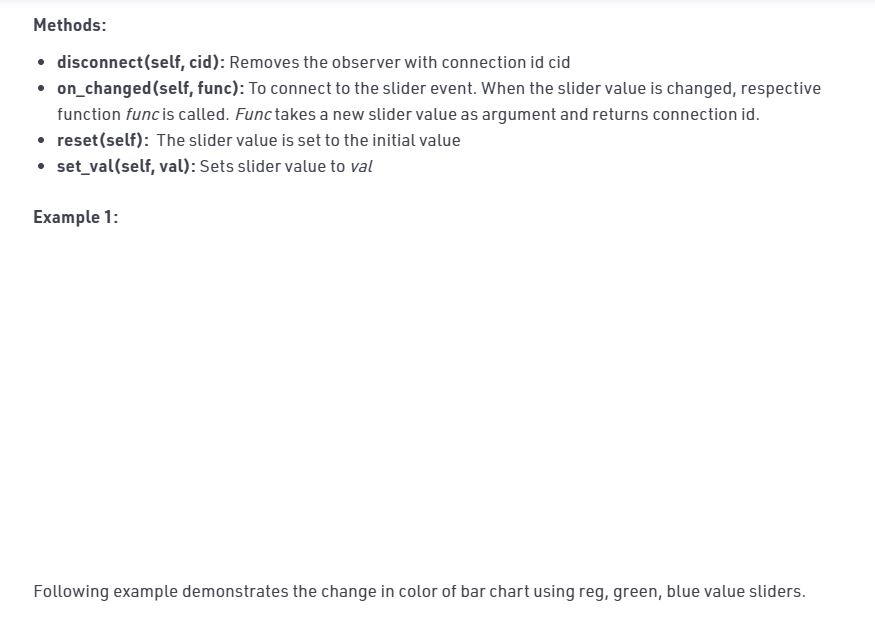 Methods:
• disconnect(self, cid): Removes the observer with connection id cid
• on_changed(self, func): To connect to the slider event. When the slider value is changed, respective
function func is called. Func takes a new slider value as argument and returns connection id.
• reset(self): The slider value is set to the initial value
• set_val(self, val): Sets slider value to val
Example 1:
Following example demonstrates the change in color of bar chart using reg, green, blue value sliders.